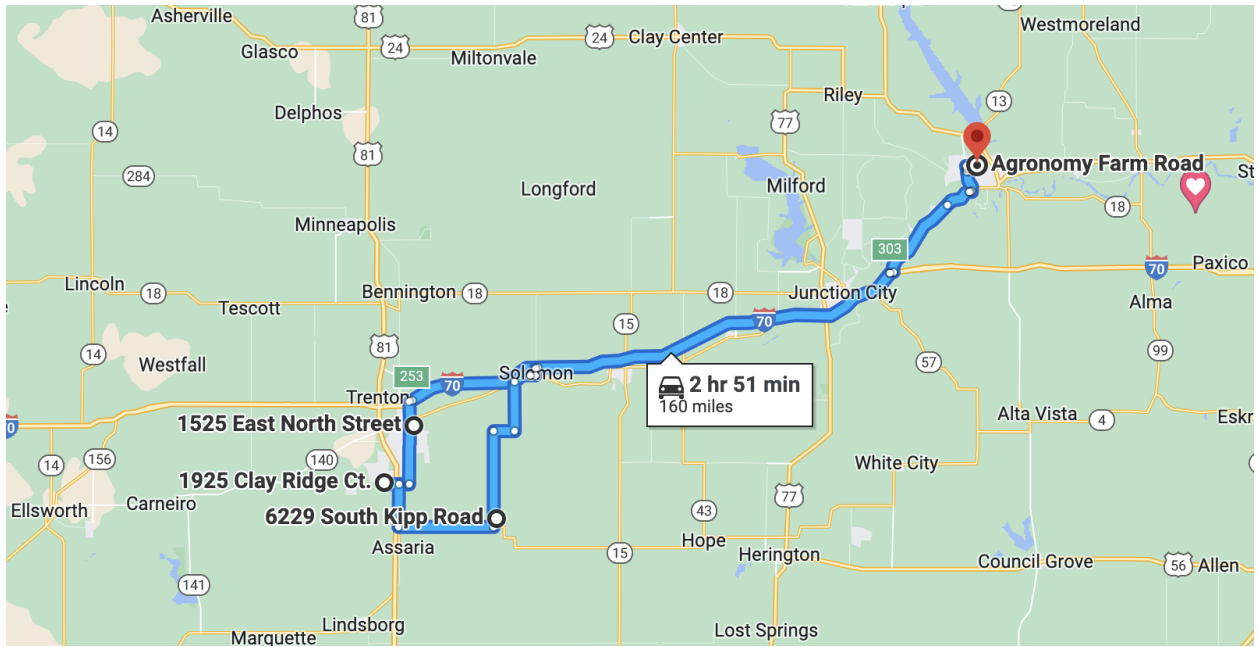 Asherville
81
Westmoreland
24
Clay Center
24
Glasco
Miltonvale
Riley
13
Delphos
77
14
81
Agronomy Farm Road
St
284
Longford
Milford
18
Minneapolis
303
70
Paxico
Lincoln
18
Bennington
18
18
Junction City
Alma
Tescott
15
70
81
14
99
Westfall
57
253
70
Solomon
2 hr 51 min
160 miles
Trenton
1525 East North Street
Alta Vista
4
Eskr
70
14
156
140
1925 Clay Ridge Ct.
White City
Ellsworth
Carneiro
77
6229 South Kipp Road
43
Assaria
15
Hope
Herington
Council Grove
56
Allen
141
Lindsborg
Marquette
Lost Springs